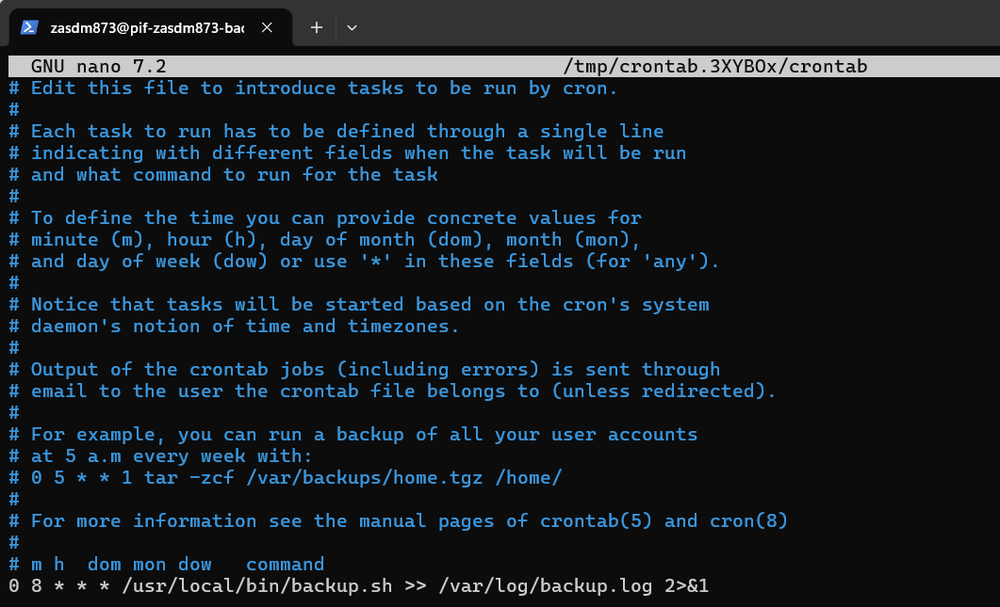 zasdm873@pif-zasdm873-bac
GNU nano 7.2 /tmp/crontab.3XYBOx/crontab
# Edit this file to introduce tasks to be run by cron.
#
# Each task to run has to be defined through a single line
# indicating with different fields when the task will be run
# and what command to run for the task
#
# To define the time you can provide concrete values for
# minute (m), hour (h), day of month (dom), month (mon),
# and day of week (dow) or use '*' in these fields (for 'any').
#
# Notice that tasks will be started based on the cron's system
# daemon's notion of time and timezones.
#
# Output of the crontab jobs (including errors) is sent through
# email to the user the crontab file belongs to (unless redirected).
#
# For example, you can run a backup of all your user accounts
# at 5 a.m every week with:
# 0 5 * * 1 tar -zcf /var/backups/home.tgz /home/
#
# For more information see the manual pages of crontab(5) and cron(8)
#
# m h  dom mon dow   command
0 8 * * * /usr/local/bin/backup.sh >> /var/log/backup.log 2>&1